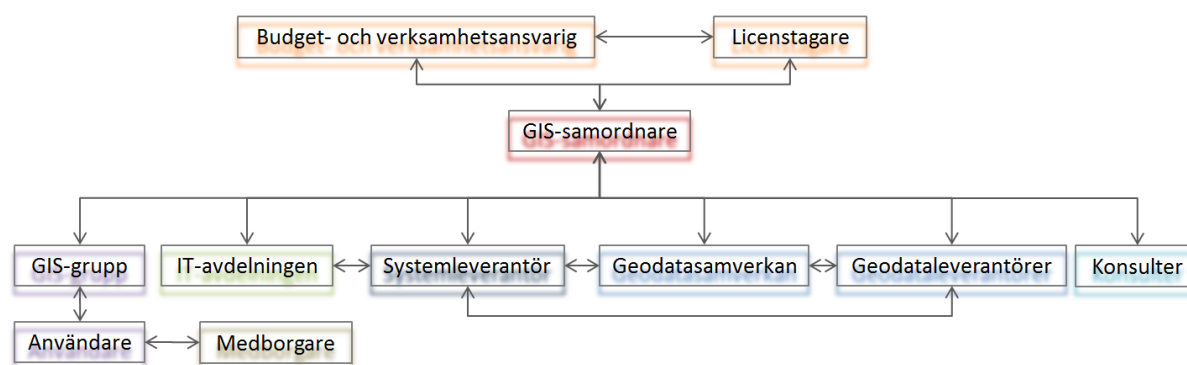 Budget- och verksamhetsansvarig
Licenstagare
GIS-samordnare
GIS-grupp
IT-avdelningen
Systemleverantör
Geodatasamverkan
Geodataleverantörer
Konsulter
Användare
Medborgare